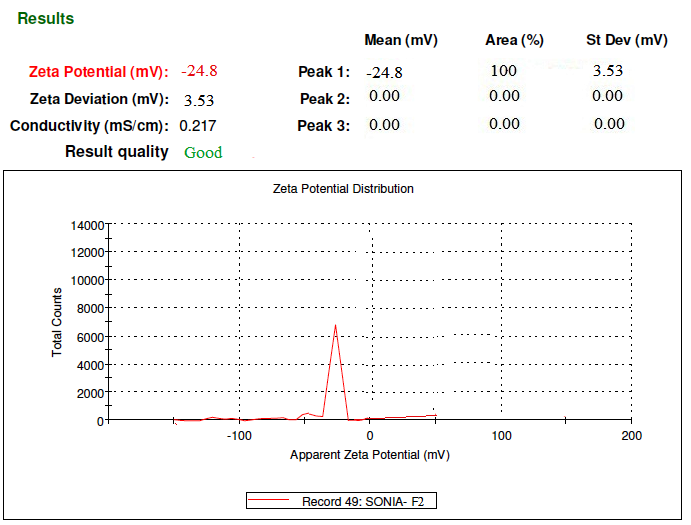 Results
Mean (mV) Area (%) St Dev (mV)
Zeta Potential (mV): -24.8 Peak 1: -24.8 100 3.53
Zeta Deviation (mV): 3.53 Peak 2: 0.00 0.00 0.00
Conductivity (mS/cm): 0.217 Peak 3: 0.00 0.00 0.00
Result quality Good
Zeta Potential Distribution
14000
12000
10000
8000
6000
4000
2000
0
Total Counts
-100 0 100 200
Apparent Zeta Potential (mV)
Record 49: SONIA- F2